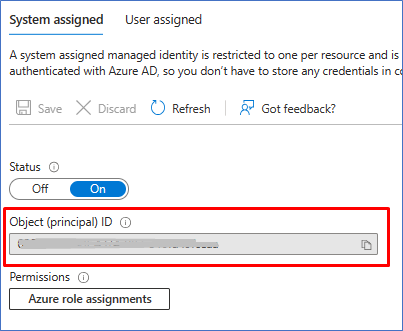 System assigned User assigned
A system assigned managed identity is restricted to one per resource and is
authenticated with Azure AD, so you don't have to store any credentials in
Save Discard Refresh Got feedback?
Status
Off On
Object (principal) ID
Permissions
Azure role assignments